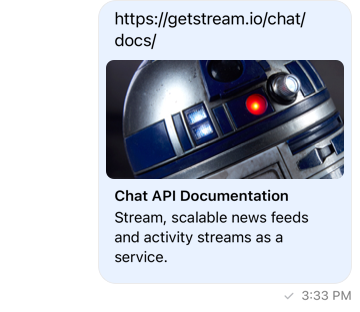 https://getstream.io/chat/
docs/
Chat API Documentation
Stream, scalable news feeds
and activity streams as a
service.
3:33 PM